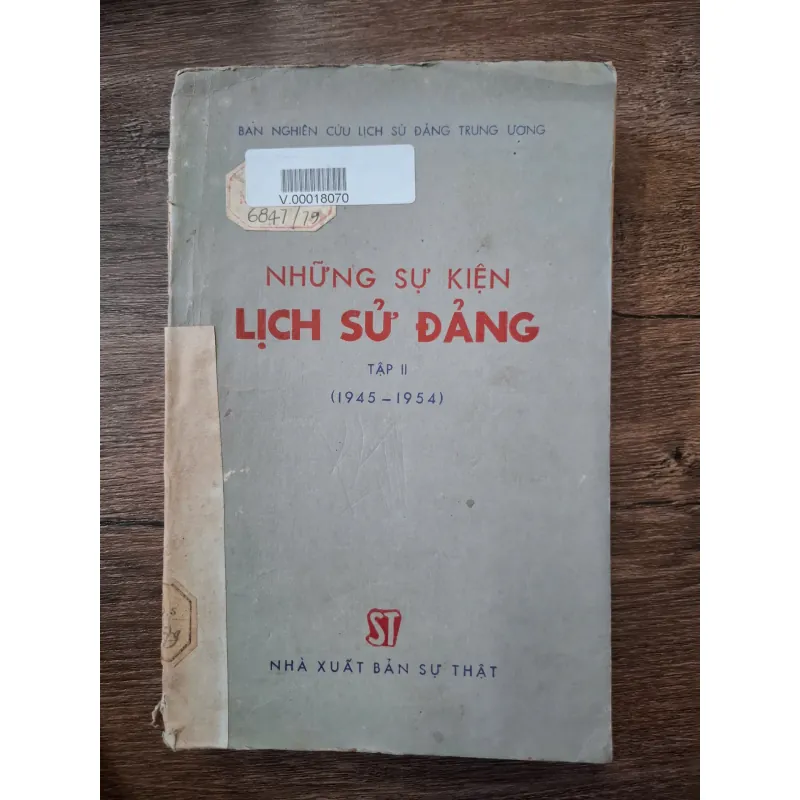 BAN NGHIÊN CỨU LỊCH SỬ ĐẢNG TRUNG ƯƠNG
V.00018070
6847/79
NHỮNG SỰ KIỆN
LỊCH SỬ ĐẢNG
TẬP II
(1945 – 1954)
ST
NHÀ XUẤT BẢN SỰ THẬT